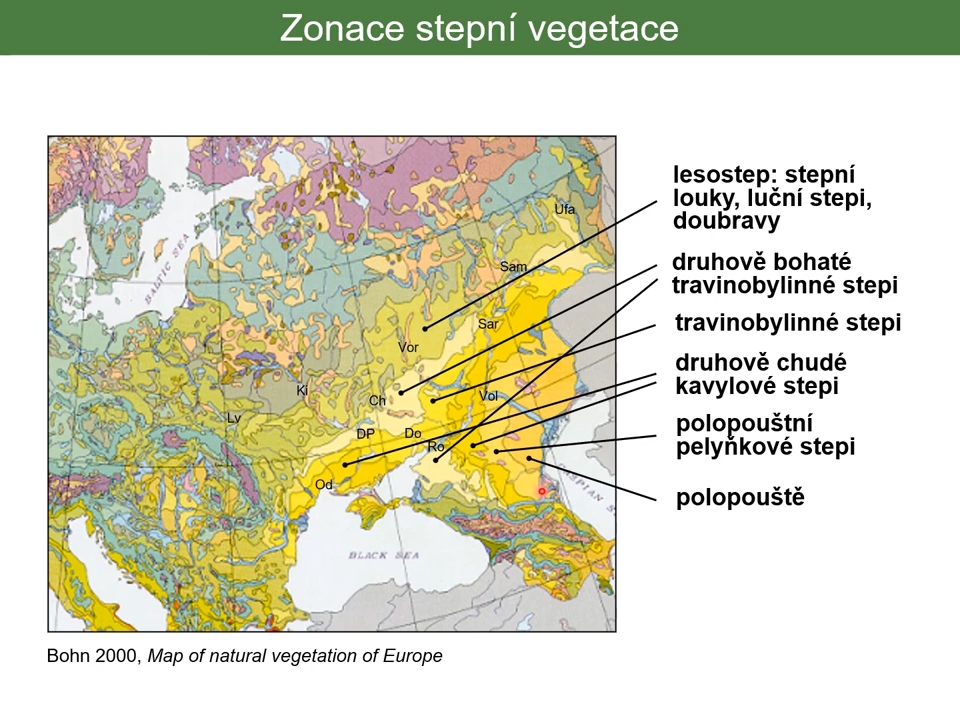 Zonace stepní vegetace
lesostep: stepní
louky, luční stepi,
doubravy
druhově bohaté
travinobylinné stepi
travinobylinné stepi
druhově chudé
kavylové stepi
polopouštní
pelyňkové stepi
polopouště
Ufa
Sam
BALTIC SEA
Sar
Vor
Ki
Vol
Ch
Lv
DP
Do
Ro
Od
CASPIAN S
BLACK SEA
Bohn 2000, Map of natural vegetation of Europe